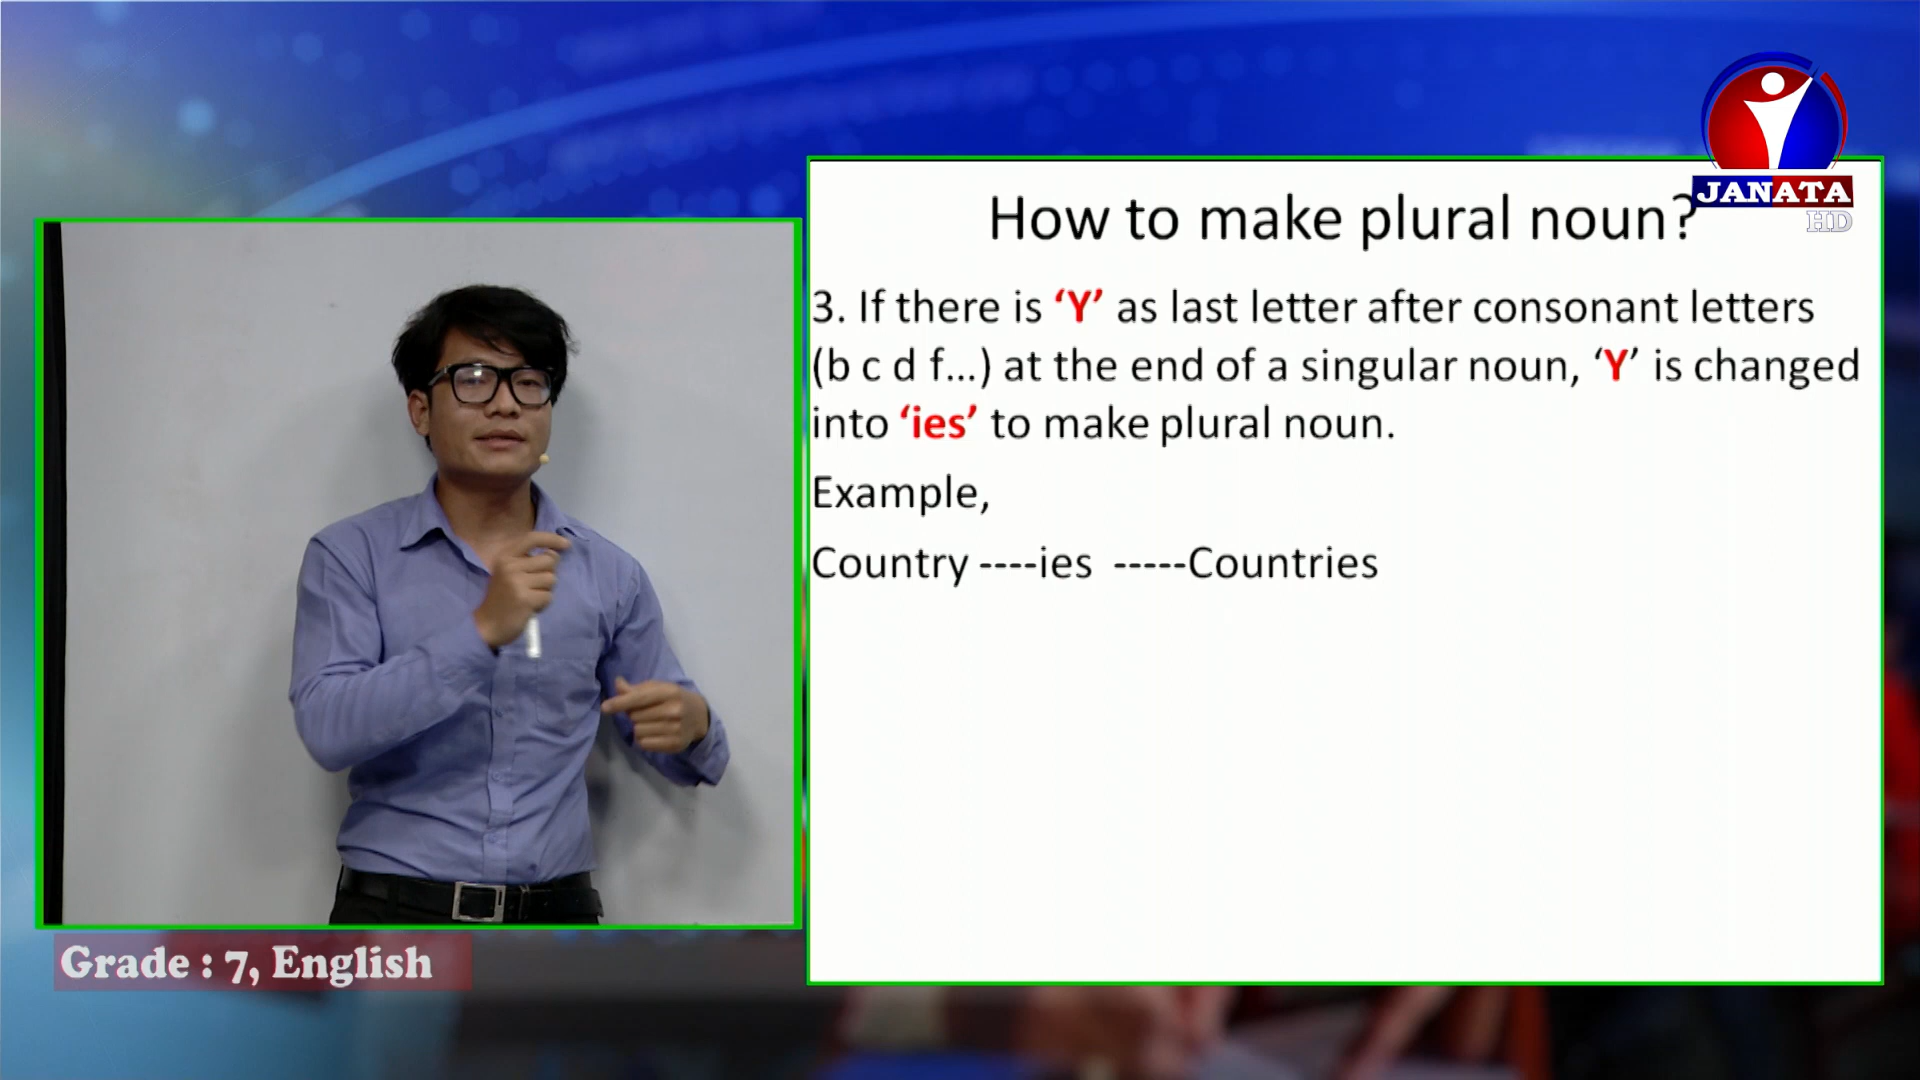 JANATA
HD
How to make plural noun?
3. If there is ‘Y’ as last letter after consonant letters
(b c d f...) at the end of a singular noun, ‘Y’ is changed
into ‘ies’ to make plural noun.
Example,
Country ----ies -----Countries
Grade : 7, English